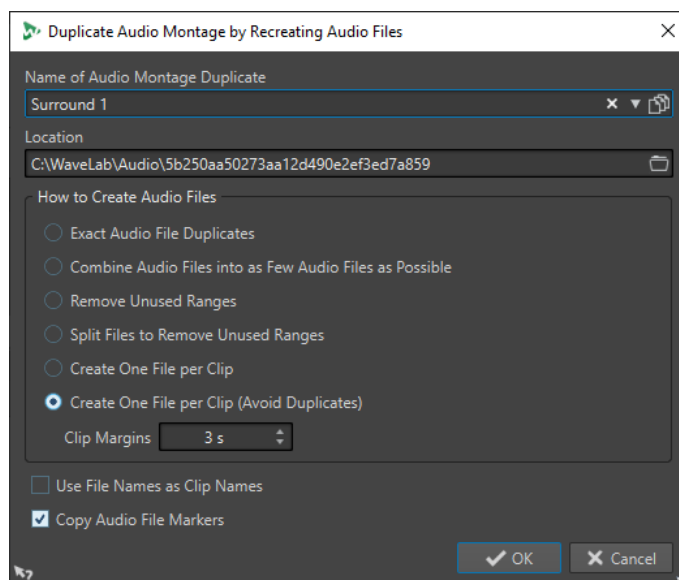 Duplicate Audio Montage by Recreating Audio Files
Name of Audio Montage Duplicate
Surround 1
Location
C:\WaveLab\Audio\5b250aa50273aa12d490e2ef3ed7a859
How to Create Audio Files
Exact Audio File Duplicates
Combine Audio Files into as Few Audio Files as Possible
Remove Unused Ranges
Split Files to Remove Unused Ranges
Create One File per Clip
Create One File per Clip (Avoid Duplicates)
Clip Margins 3 s
Use File Names as Clip Names
Copy Audio File Markers
OK Cancel